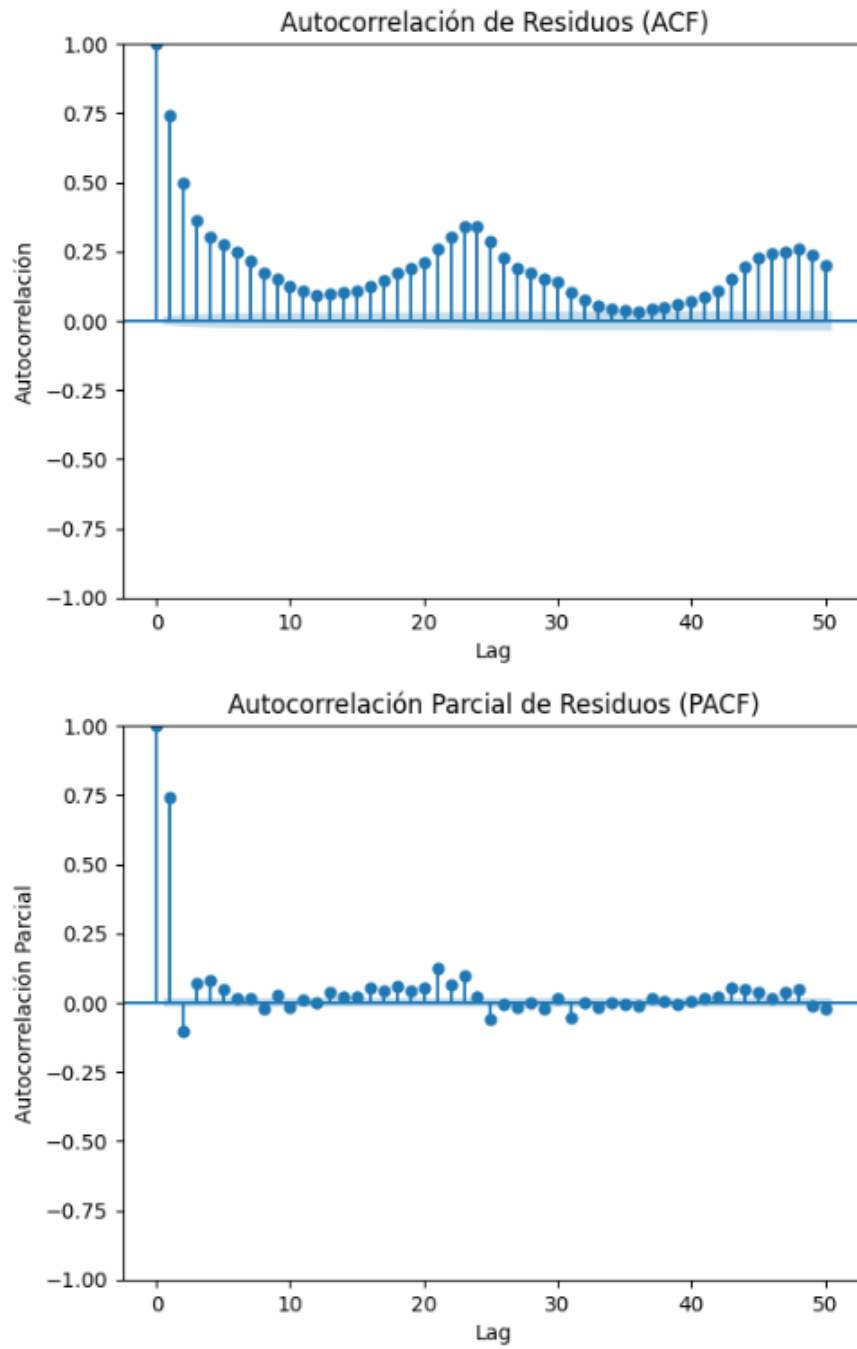 Autocorrelación de Residuos (ACF)
1.00
0.75
0.50
0.25
0.00
−0.25
−0.50
−0.75
−1.00
Autocorrelación
0 10 20 30 40 50
Lag
Autocorrelación Parcial de Residuos (PACF)
1.00
0.75
0.50
0.25
0.00
−0.25
−0.50
−0.75
−1.00
Autocorrelación Parcial
0 10 20 30 40 50
Lag